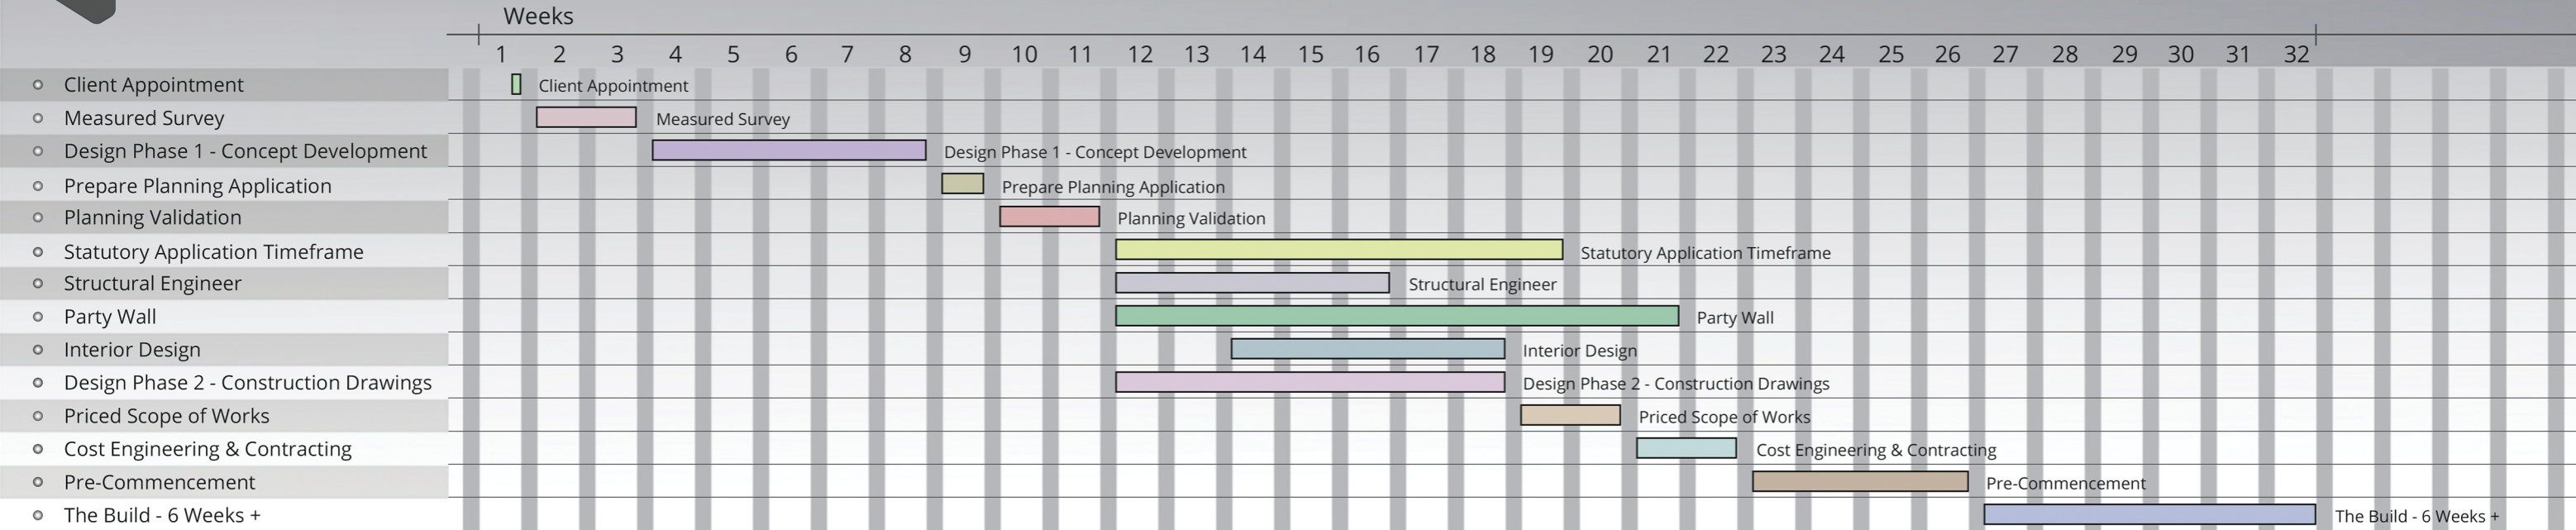 Weeks
1 2 3 4 5 6 7 8 9 10 11 12 13 14 15 16 17 18 19 20 21 22 23 24 25 26 27 28 29 30 31 32
Client Appointment Client Appointment
Measured Survey Measured Survey
Design Phase 1 - Concept Development Design Phase 1 - Concept Development
Prepare Planning Application Prepare Planning Application
Planning Validation Planning Validation
Statutory Application Timeframe Statutory Application Timeframe
Structural Engineer Structural Engineer
Party Wall Party Wall
Interior Design Interior Design
Design Phase 2 - Construction Drawings Design Phase 2 - Construction Drawings
Priced Scope of Works Priced Scope of Works
Cost Engineering & Contracting Cost Engineering & Contracting
Pre-Commencement Pre-Commencement
The Build - 6 Weeks + The Build - 6 Weeks +